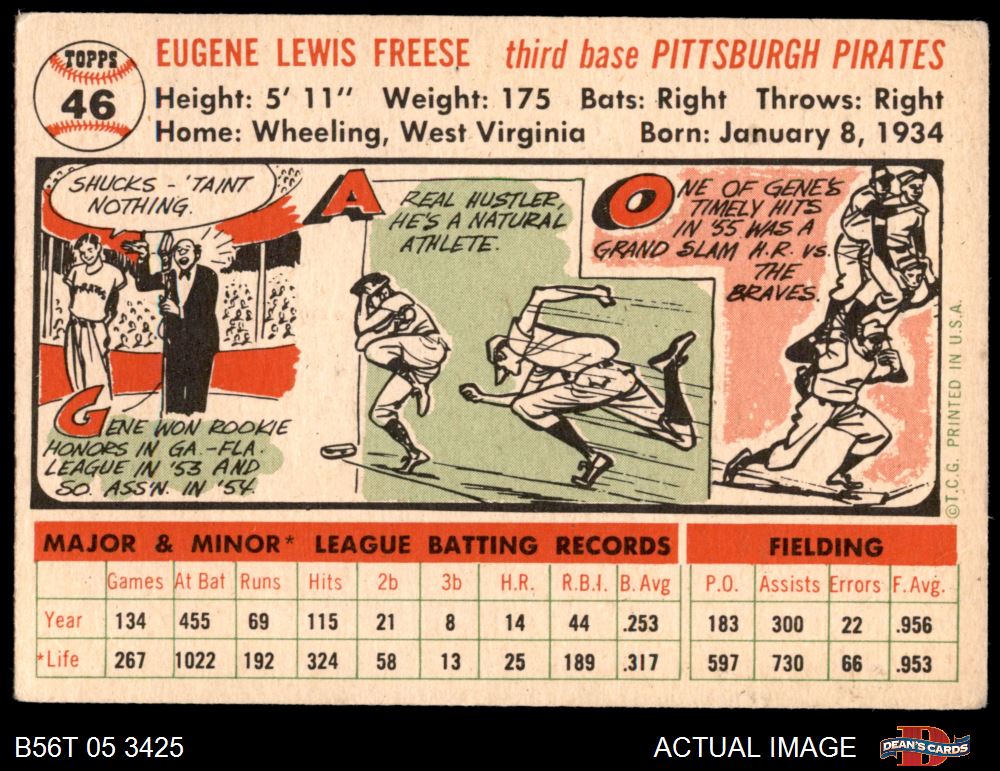 TOPPS
46
EUGENE LEWIS FREESE third base PITTSBURGH PIRATES
Height: 5' 11" Weight: 175 Bats: Right Throws: Right
Home: Wheeling, West Virginia Born: January 8, 1934
SHUCKS - 'TAINT
NOTHING.
PIRATES
GENE WON ROOKIE
HONORS IN GA.-FLA.
LEAGUE IN '53 AND
SO. ASS'N. IN '54.
A
REAL HUSTLER,
HE'S A NATURAL
ATHLETE.
ONE OF GENE'S
TIMELY HITS
IN '55 WAS A
GRAND SLAM H.R. VS.
THE
BRAVES.
©T.C.G. PRINTED IN U.S.A.
MAJOR & MINOR* LEAGUE BATTING RECORDS FIELDING
Games At Bat Runs Hits 2b 3b H.R. R.B.I. B. Avg P.O. Assists Errors F. Avg.
Year 134 455 69 115 21 8 14 44 .253 183 300 22 .956
*Life 267 1022 192 324 58 13 25 189 .317 597 730 66 .953
B56T 05 3425 ACTUAL IMAGE DEAN'S CARDS